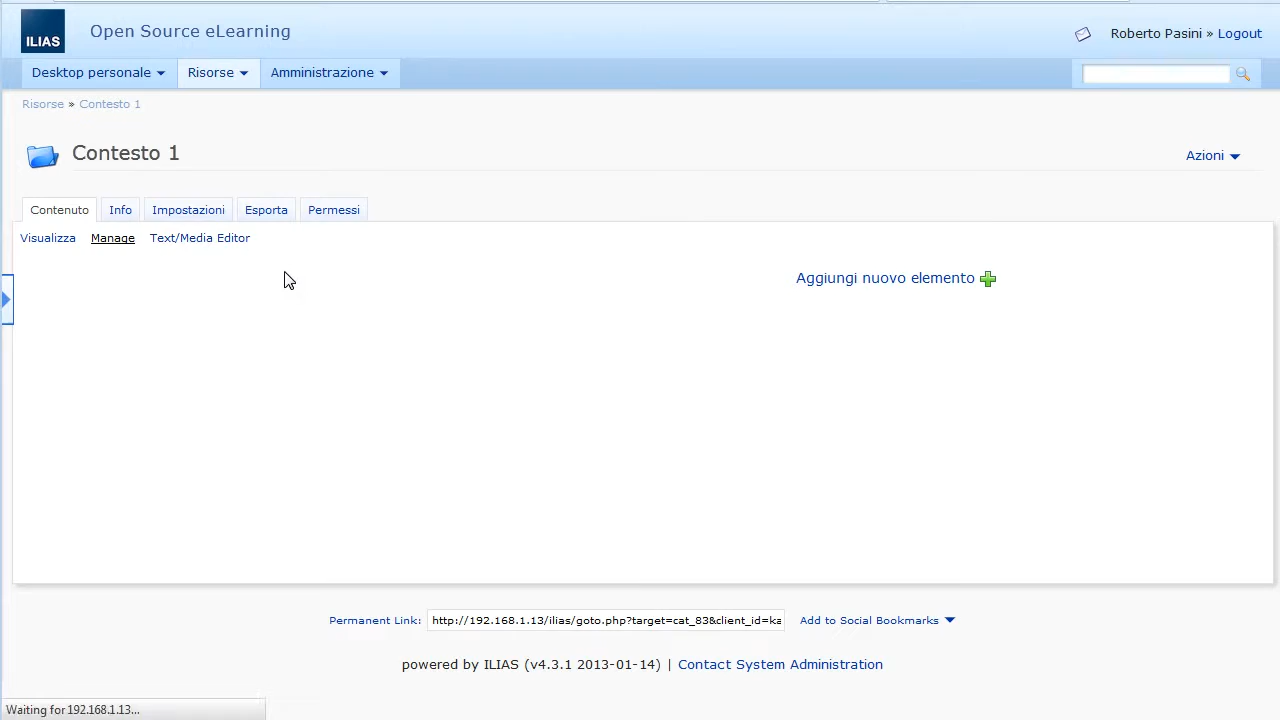 ILIAS
Open Source eLearning
Roberto Pasini » Logout
Desktop personale Risorse Amministrazione
Risorse » Contesto 1
Contesto 1
Azioni
Contenuto Info Impostazioni Esporta Permessi
Visualizza Manage Text/Media Editor
Aggiungi nuovo elemento
Permanent Link: http://192.168.1.13/ilias/goto.php?target=cat_83&client_id=ka Add to Social Bookmarks
powered by ILIAS (v4.3.1 2013-01-14) | Contact System Administration
Waiting for 192.168.1.13...